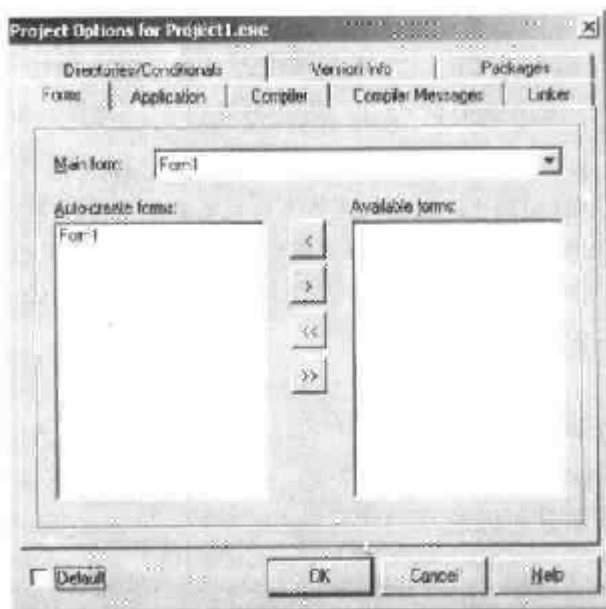 Project Options for Project1.exe
Directories/Conditionals Version Info Packages
Forms Application Compiler Compiler Messages Linker
Main form: Form1
Auto-create forms: Available forms:
Form1
<
>
<<
>>
Default OK Cancel Help